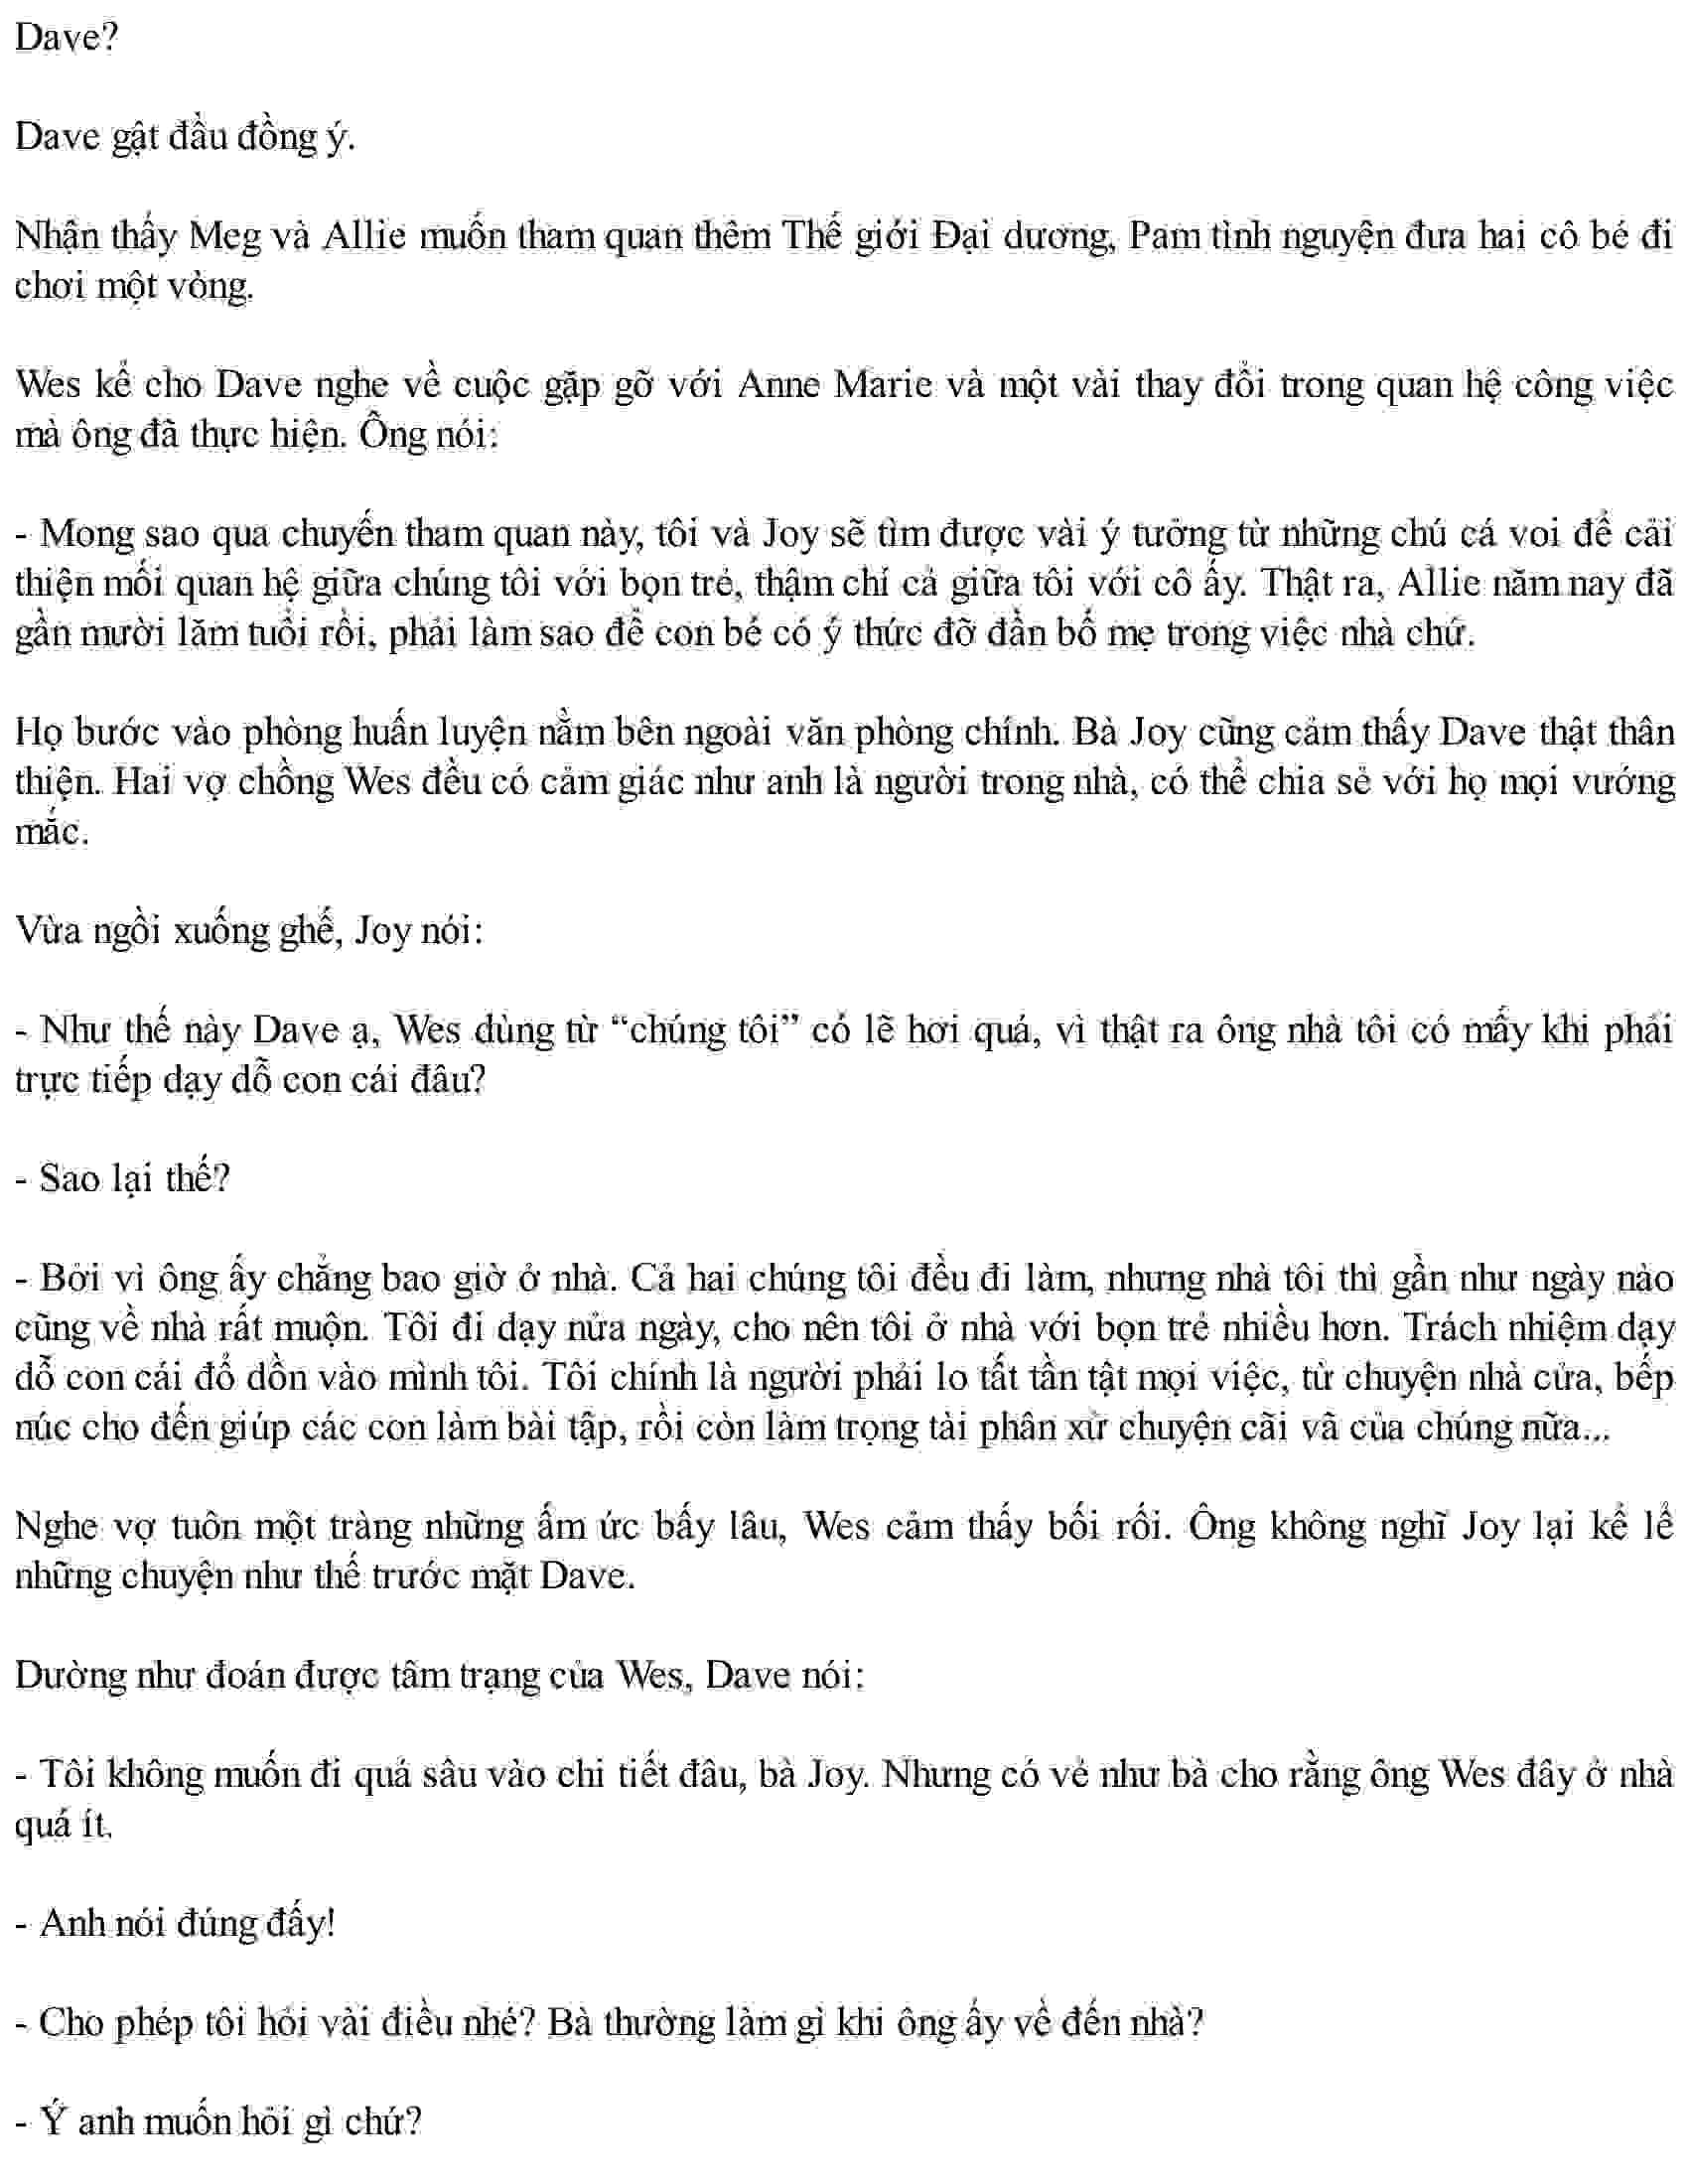 Dave?
Dave gật đầu đồng ý.
Nhận thấy Meg và Allie muốn tham quan thêm Thế giới Đại dương, Pam tình nguyện đưa hai cô bé đi
chơi một vòng.
Wes kể cho Dave nghe về cuộc gặp gỡ với Anne Marie và một vài thay đổi trong quan hệ công việc
mà ông đã thực hiện. Ông nói:
- Mong sao qua chuyến tham quan này, tôi và Joy sẽ tìm được vài ý tưởng từ những chú cá voi để cải
thiện mối quan hệ giữa chúng tôi với bọn trẻ, thậm chí cả giữa tôi với cô ấy. Thật ra, Allie năm nay đã
gần mười lăm tuổi rồi, phải làm sao để con bé có ý thức đỡ đần bố mẹ trong việc nhà chứ.
Họ bước vào phòng huấn luyện nằm bên ngoài văn phòng chính. Bà Joy cũng cảm thấy Dave thật thân
thiện. Hai vợ chồng Wes đều có cảm giác như anh là người trong nhà, có thể chia sẻ với họ mọi vướng
mắc.
Vừa ngồi xuống ghế, Joy nói:
- Như thế này Dave ạ, Wes dùng từ “chúng tôi” có lẽ hơi quá, vì thật ra ông nhà tôi có mấy khi phải
trực tiếp dạy dỗ con cái đâu?
- Sao lại thế?
- Bởi vì ông ấy chẳng bao giờ ở nhà. Cả hai chúng tôi đều đi làm, nhưng nhà tôi thì gần như ngày nào
cũng về nhà rất muộn. Tôi đi dạy nửa ngày, cho nên tôi ở nhà với bọn trẻ nhiều hơn. Trách nhiệm dạy
dỗ con cái đổ dồn vào mình tôi. Tôi chính là người phải lo tất tần tật mọi việc, từ chuyện nhà cửa, bếp
núc cho đến giúp các con làm bài tập, rồi còn làm trọng tài phân xử chuyện cãi vã của chúng nữa...
Nghe vợ tuôn một tràng những ấm ức bấy lâu, Wes cảm thấy bối rối. Ông không nghĩ Joy lại kể lể
những chuyện như thế trước mặt Dave.
Dường như đoán được tâm trạng của Wes, Dave nói:
- Tôi không muốn đi quá sâu vào chi tiết đâu, bà Joy. Nhưng có vẻ như bà cho rằng ông Wes đây ở nhà
quá ít.
- Anh nói đúng đấy!
- Cho phép tôi hỏi vài điều nhé? Bà thường làm gì khi ông ấy về đến nhà?
- Ý anh muốn hỏi gì chứ?